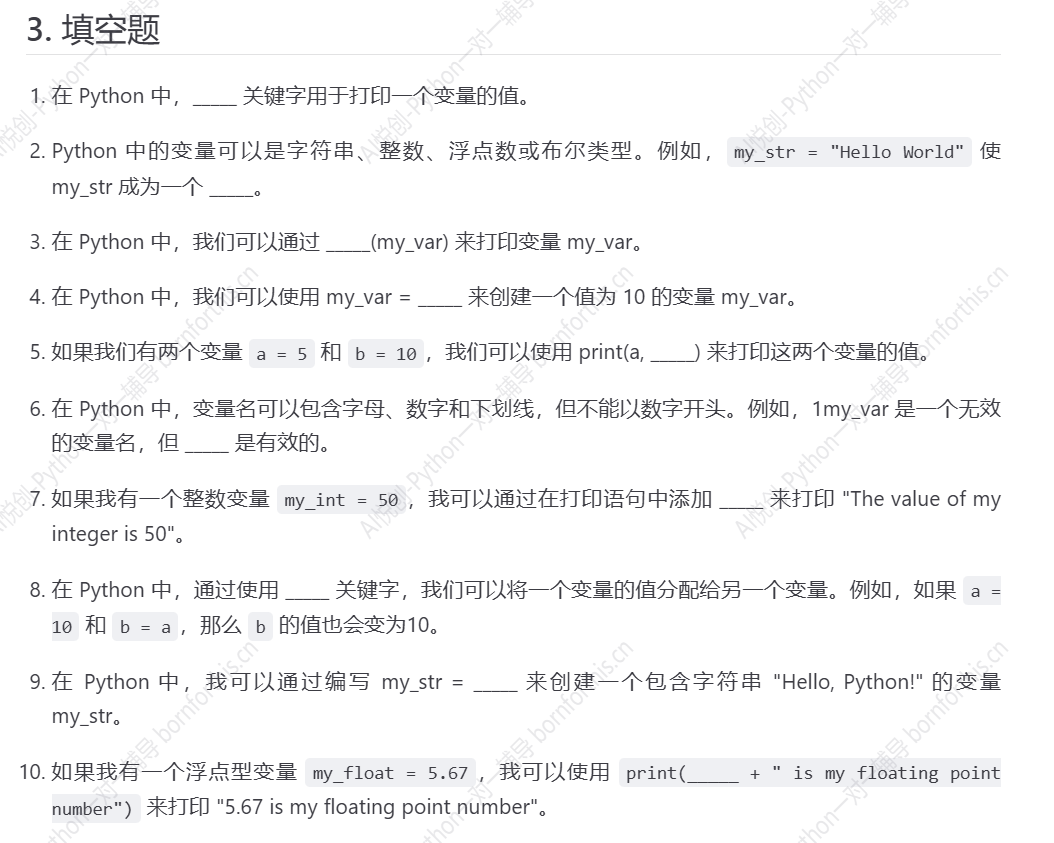 3. 填空题
1. 在 Python 中，_____ 关键字用于打印一个变量的值。
2. Python 中的变量可以是字符串、整数、浮点数或布尔类型。例如， my_str = "Hello World" 使
my_str 成为一个 _____。
3. 在 Python 中，我们可以通过 _____(my_var) 来打印变量 my_var。
4. 在 Python 中，我们可以使用 my_var = _____ 来创建一个值为 10 的变量 my_var。
5. 如果我们有两个变量 a = 5 和 b = 10 ，我们可以使用 print(a, _____) 来打印这两个变量的值。
6. 在 Python 中，变量名可以包含字母、数字和下划线，但不能以数字开头。例如，1my_var 是一个无效
的变量名，但 _____ 是有效的。
7. 如果我有一个整数变量 my_int = 50 ，我可以通过在打印语句中添加 _____ 来打印 "The value of my
integer is 50"。
8. 在 Python 中，通过使用 _____ 关键字，我们可以将一个变量的值分配给另一个变量。例如，如果 a =
10 和 b = a ，那么 b 的值也会变为10。
9. 在 Python 中，我可以通过编写 my_str = _____ 来创建一个包含字符串 "Hello, Python!" 的变量
my_str。
10. 如果我有一个浮点型变量 my_float = 5.67 ，我可以使用 print(_____ + " is my floating point
number") 来打印 "5.67 is my floating point number"。
AI悦创-Python一对一辅导 bornforthis.cn